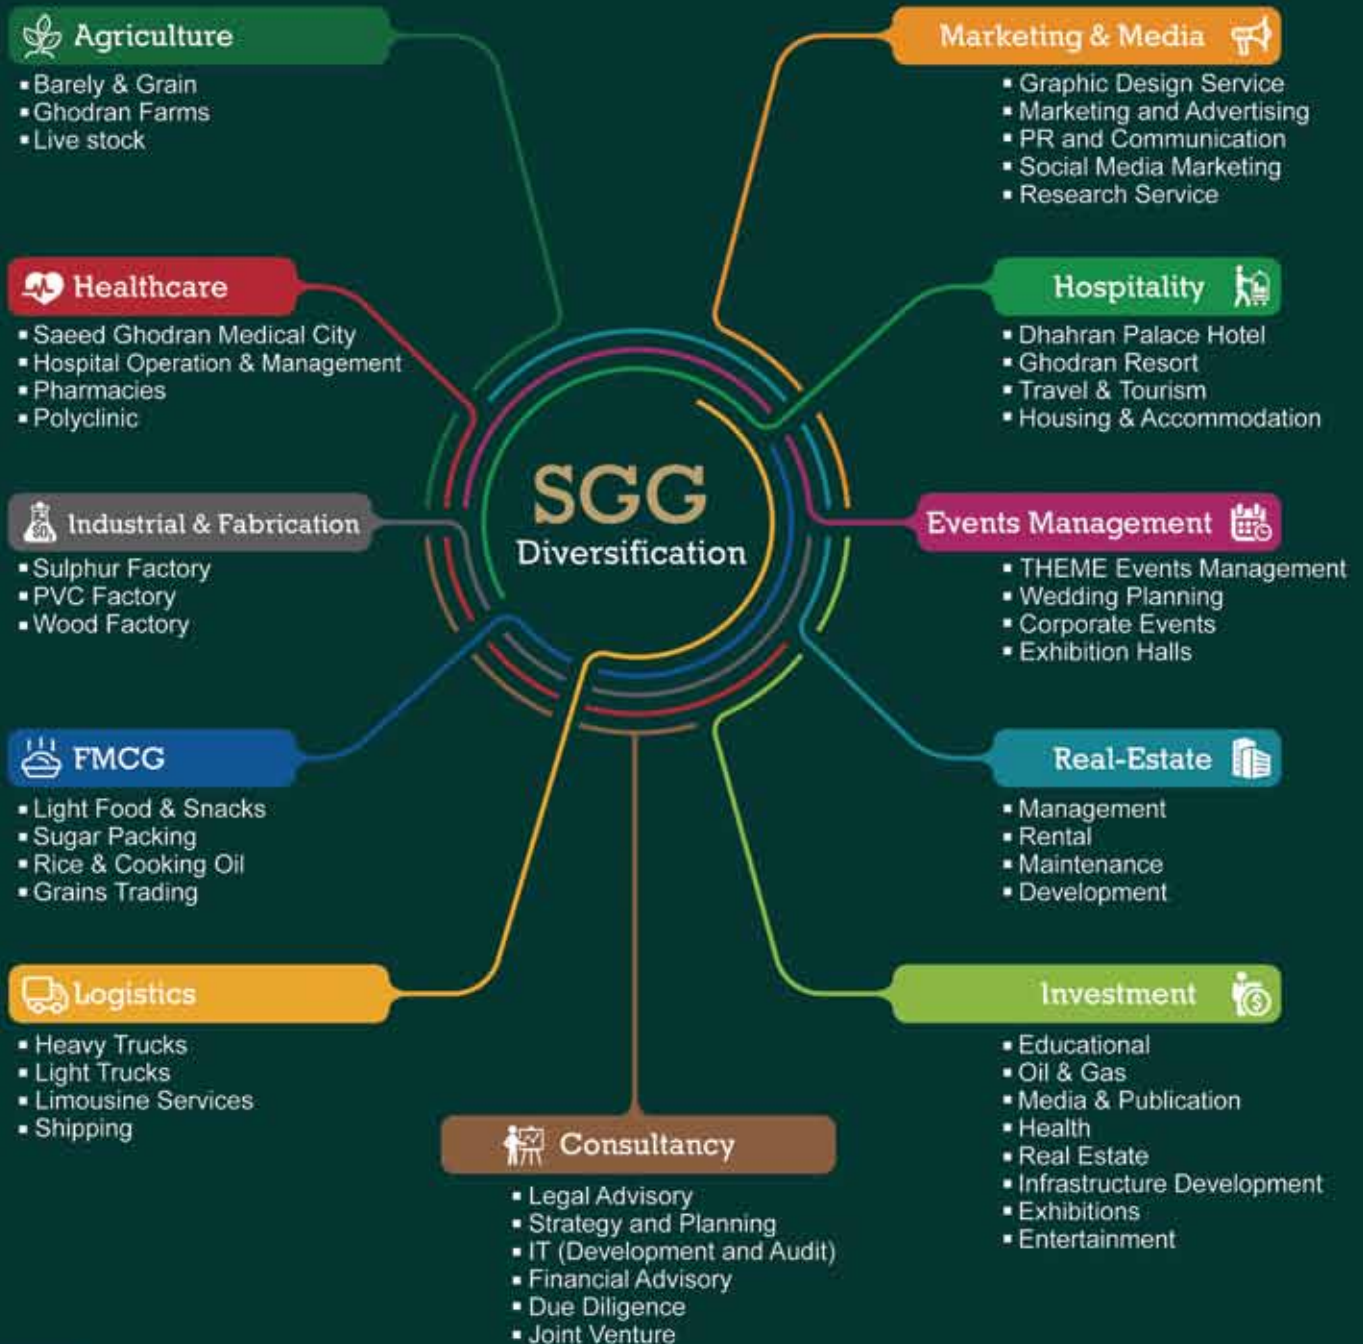 Agriculture
▪ Barely & Grain
▪ Ghodran Farms
▪ Live stock
Healthcare
▪ Saeed Ghodran Medical City
▪ Hospital Operation & Management
▪ Pharmacies
▪ Polyclinic
Industrial & Fabrication
▪ Sulphur Factory
▪ PVC Factory
▪ Wood Factory
FMCG
▪ Light Food & Snacks
▪ Sugar Packing
▪ Rice & Cooking Oil
▪ Grains Trading
Logistics
▪ Heavy Trucks
▪ Light Trucks
▪ Limousine Services
▪ Shipping
SGG
Diversification
Consultancy
▪ Legal Advisory
▪ Strategy and Planning
▪ IT (Development and Audit)
▪ Financial Advisory
▪ Due Diligence
▪ Joint Venture
Marketing & Media
▪ Graphic Design Service
▪ Marketing and Advertising
▪ PR and Communication
▪ Social Media Marketing
▪ Research Service
Hospitality
▪ Dhahran Palace Hotel
▪ Ghodran Resort
▪ Travel & Tourism
▪ Housing & Accommodation
Events Management
▪ THEME Events Management
▪ Wedding Planning
▪ Corporate Events
▪ Exhibition Halls
Real-Estate
▪ Management
▪ Rental
▪ Maintenance
▪ Development
Investment
▪ Educational
▪ Oil & Gas
▪ Media & Publication
▪ Health
▪ Real Estate
▪ Infrastructure Development
▪ Exhibitions
▪ Entertainment